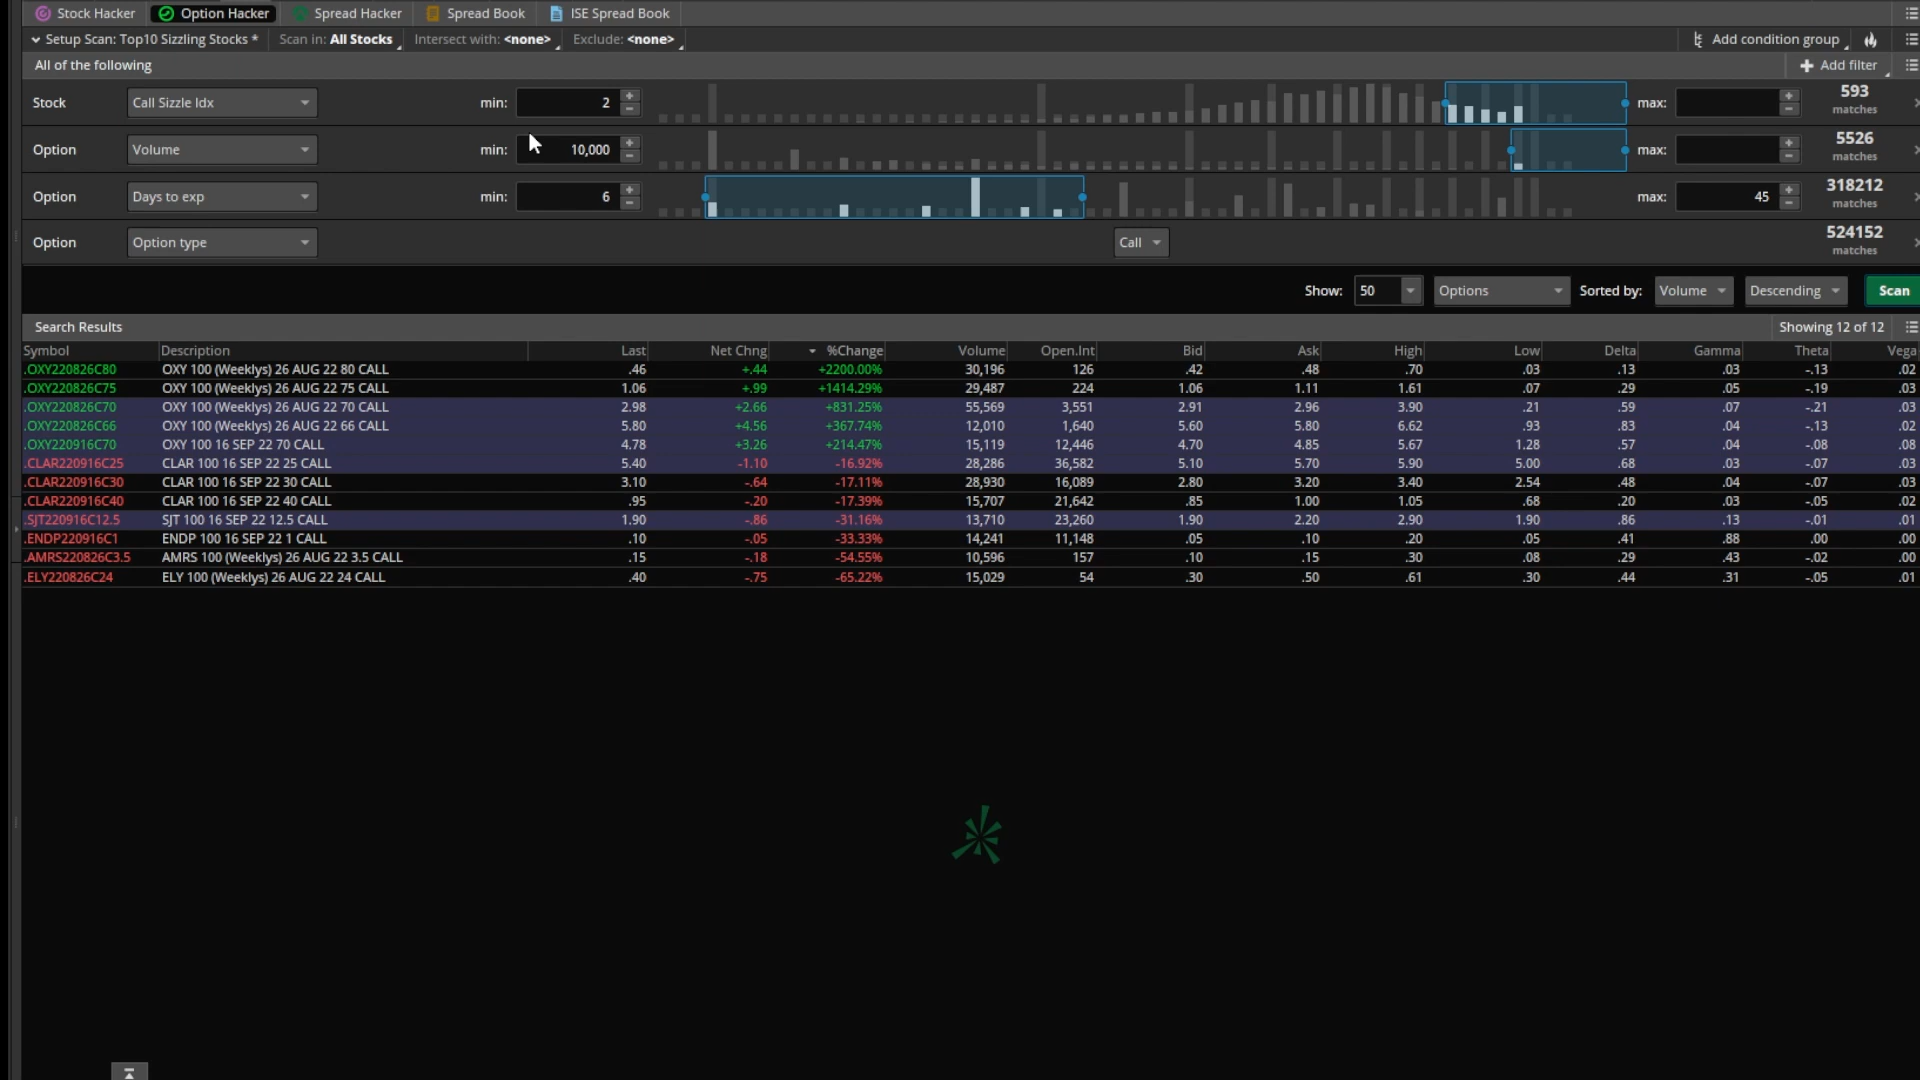 Stock Hacker Option Hacker Spread Hacker Spread Book ISE Spread Book
Setup Scan: Top10 Sizzling Stocks * Scan in: All Stocks Intersect with: <none> Exclude: <none> Add condition group
All of the following Add filter
Stock Call Sizzle Idx min: 2 max: 593 matches
Option Volume min: 10,000 max: 5526 matches
Option Days to exp min: 6 max: 45 318212 matches
Option Option type Call 524152 matches
Show: 50 Options Sorted by: Volume Descending Scan
Search Results Showing 12 of 12
Symbol Description Last Net Chng %Change Volume Open.Int Bid Ask High Low Delta Gamma Theta Vega
.OXY220826C80 OXY 100 (Weeklys) 26 AUG 22 80 CALL .46 +.44 +2200.00% 30,196 126 .42 .48 .70 .03 .13 .03 -.13 .02
.OXY220826C75 OXY 100 (Weeklys) 26 AUG 22 75 CALL 1.06 +.99 +1414.29% 29,487 224 1.06 1.11 1.61 .07 .29 .05 -.19 .03
.OXY220826C70 OXY 100 (Weeklys) 26 AUG 22 70 CALL 2.98 +2.66 +831.25% 55,569 3,551 2.91 2.96 3.90 .21 .59 .07 -.21 .03
.OXY220826C66 OXY 100 (Weeklys) 26 AUG 22 66 CALL 5.80 +4.56 +367.74% 12,010 1,640 5.60 5.80 6.62 .93 .83 .04 -.13 .02
.OXY220916C70 OXY 100 16 SEP 22 70 CALL 4.78 +3.26 +214.47% 15,119 12,446 4.70 4.85 5.67 1.28 .57 .04 -.08 .08
.CLAR220916C25 CLAR 100 16 SEP 22 25 CALL 5.40 -1.10 -16.92% 28,286 36,582 5.10 5.70 5.90 5.00 .68 .03 -.07 .03
.CLAR220916C30 CLAR 100 16 SEP 22 30 CALL 3.10 -.64 -17.11% 28,930 16,089 2.80 3.20 3.40 2.54 .48 .04 -.07 .03
.CLAR220916C40 CLAR 100 16 SEP 22 40 CALL .95 -.20 -17.39% 15,707 21,642 .85 1.00 1.05 .68 .20 .03 -.05 .02
.SJT220916C12.5 SJT 100 16 SEP 22 12.5 CALL 1.90 -.86 -31.16% 13,710 23,260 1.90 2.20 2.90 1.90 .86 .13 -.01 .01
.ENDP220916C1 ENDP 100 16 SEP 22 1 CALL .10 -.05 -33.33% 14,241 11,148 .05 .10 .20 .05 .41 .88 .00 .00
.AMRS220826C3.5 AMRS 100 (Weeklys) 26 AUG 22 3.5 CALL .15 -.18 -54.55% 10,596 157 .10 .15 .30 .08 .29 .43 -.02 .00
.ELY220826C24 ELY 100 (Weeklys) 26 AUG 22 24 CALL .40 -.75 -65.22% 15,029 54 .30 .50 .61 .30 .44 .31 -.05 .01